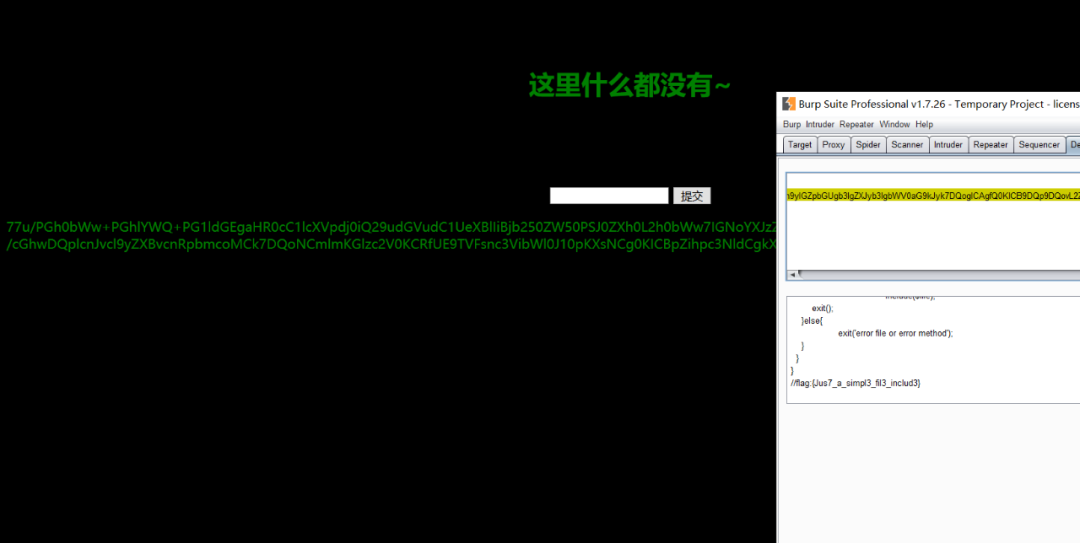 这里什么都没有~
提交
77u/PGh0bWw+PGhlYWQ+PG1ldGEgaHR0cC1lcXVpdj0iQ29udGVudC1UeXBlIiBjb250ZW50PSJ0ZXh0L2h0bWw7IGNoYXJzZ
/cGhwDQplcnJvcl9yZXBvcnRpbmcoMCk7DQoNCmlmKGlzc2V0KCRfUE9TVFsnc3VibWl0J10pKXsNCg0KICBpZihpc3NldCgkX
Burp Suite Professional v1.7.26 - Temporary Project - licens
Burp Intruder Repeater Window Help
Target Proxy Spider Scanner Intruder Repeater Sequencer De
9yIGZpbGUgb3IgZXJyb3IgbWV0aG9kJyk7DQogICAgfQ0KICB9DQp9DQovL2
exit();
}else{
exit('error file or error method');
}
}
}
//flag:{Jus7_a_simpl3_fil3_includ3}